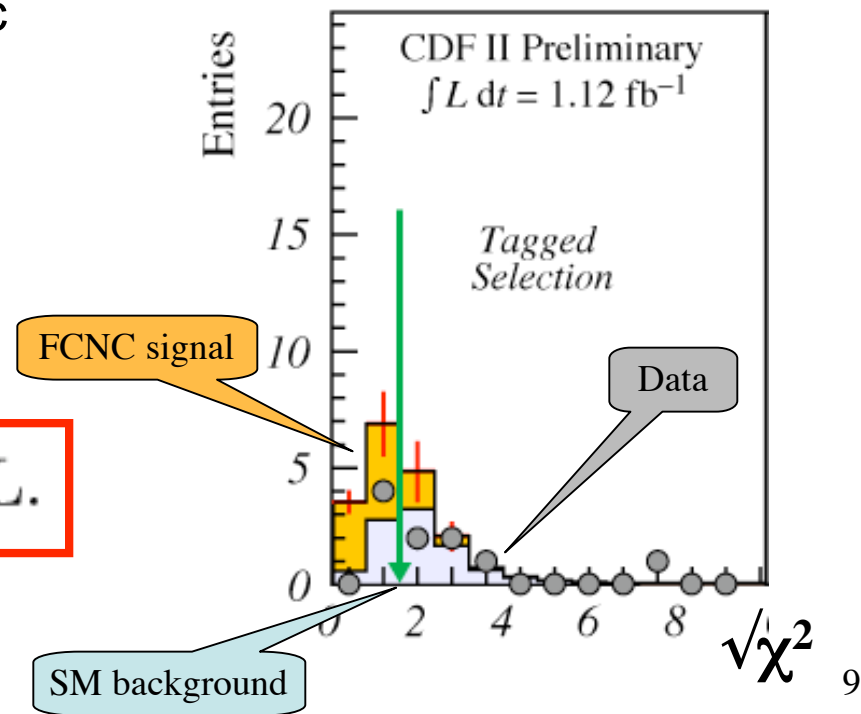 c
CDF II Preliminary
∫L dt = 1.12 fb⁻¹
Entries
20
15
Tagged
Selection
FCNC signal
10
Data
5
L.
0
0 2 4 6 8
√χ²
SM background
9